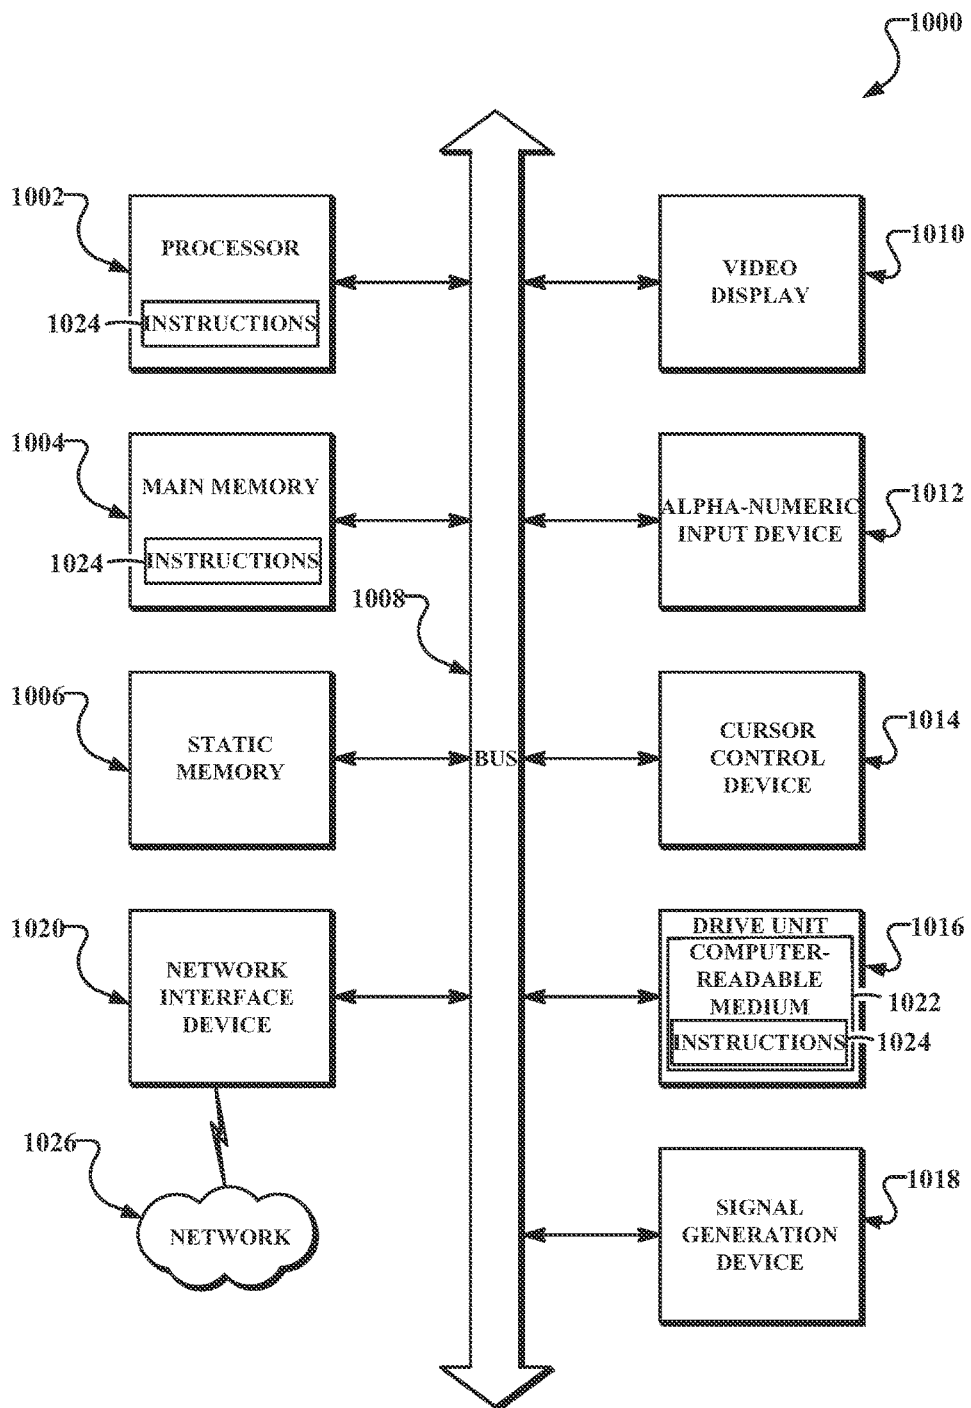 1000
1002
PROCESSOR
1024
INSTRUCTIONS
1004
MAIN MEMORY
1024
INSTRUCTIONS
1008
1006
STATIC
MEMORY
BUS
1020
NETWORK
INTERFACE
DEVICE
1026
NETWORK
VIDEO
DISPLAY
1010
ALPHA-NUMERIC
INPUT DEVICE
1012
CURSOR
CONTROL
DEVICE
1014
DRIVE UNIT
COMPUTER-
READABLE
MEDIUM
INSTRUCTIONS
1016
1022
1024
SIGNAL
GENERATION
DEVICE
1018